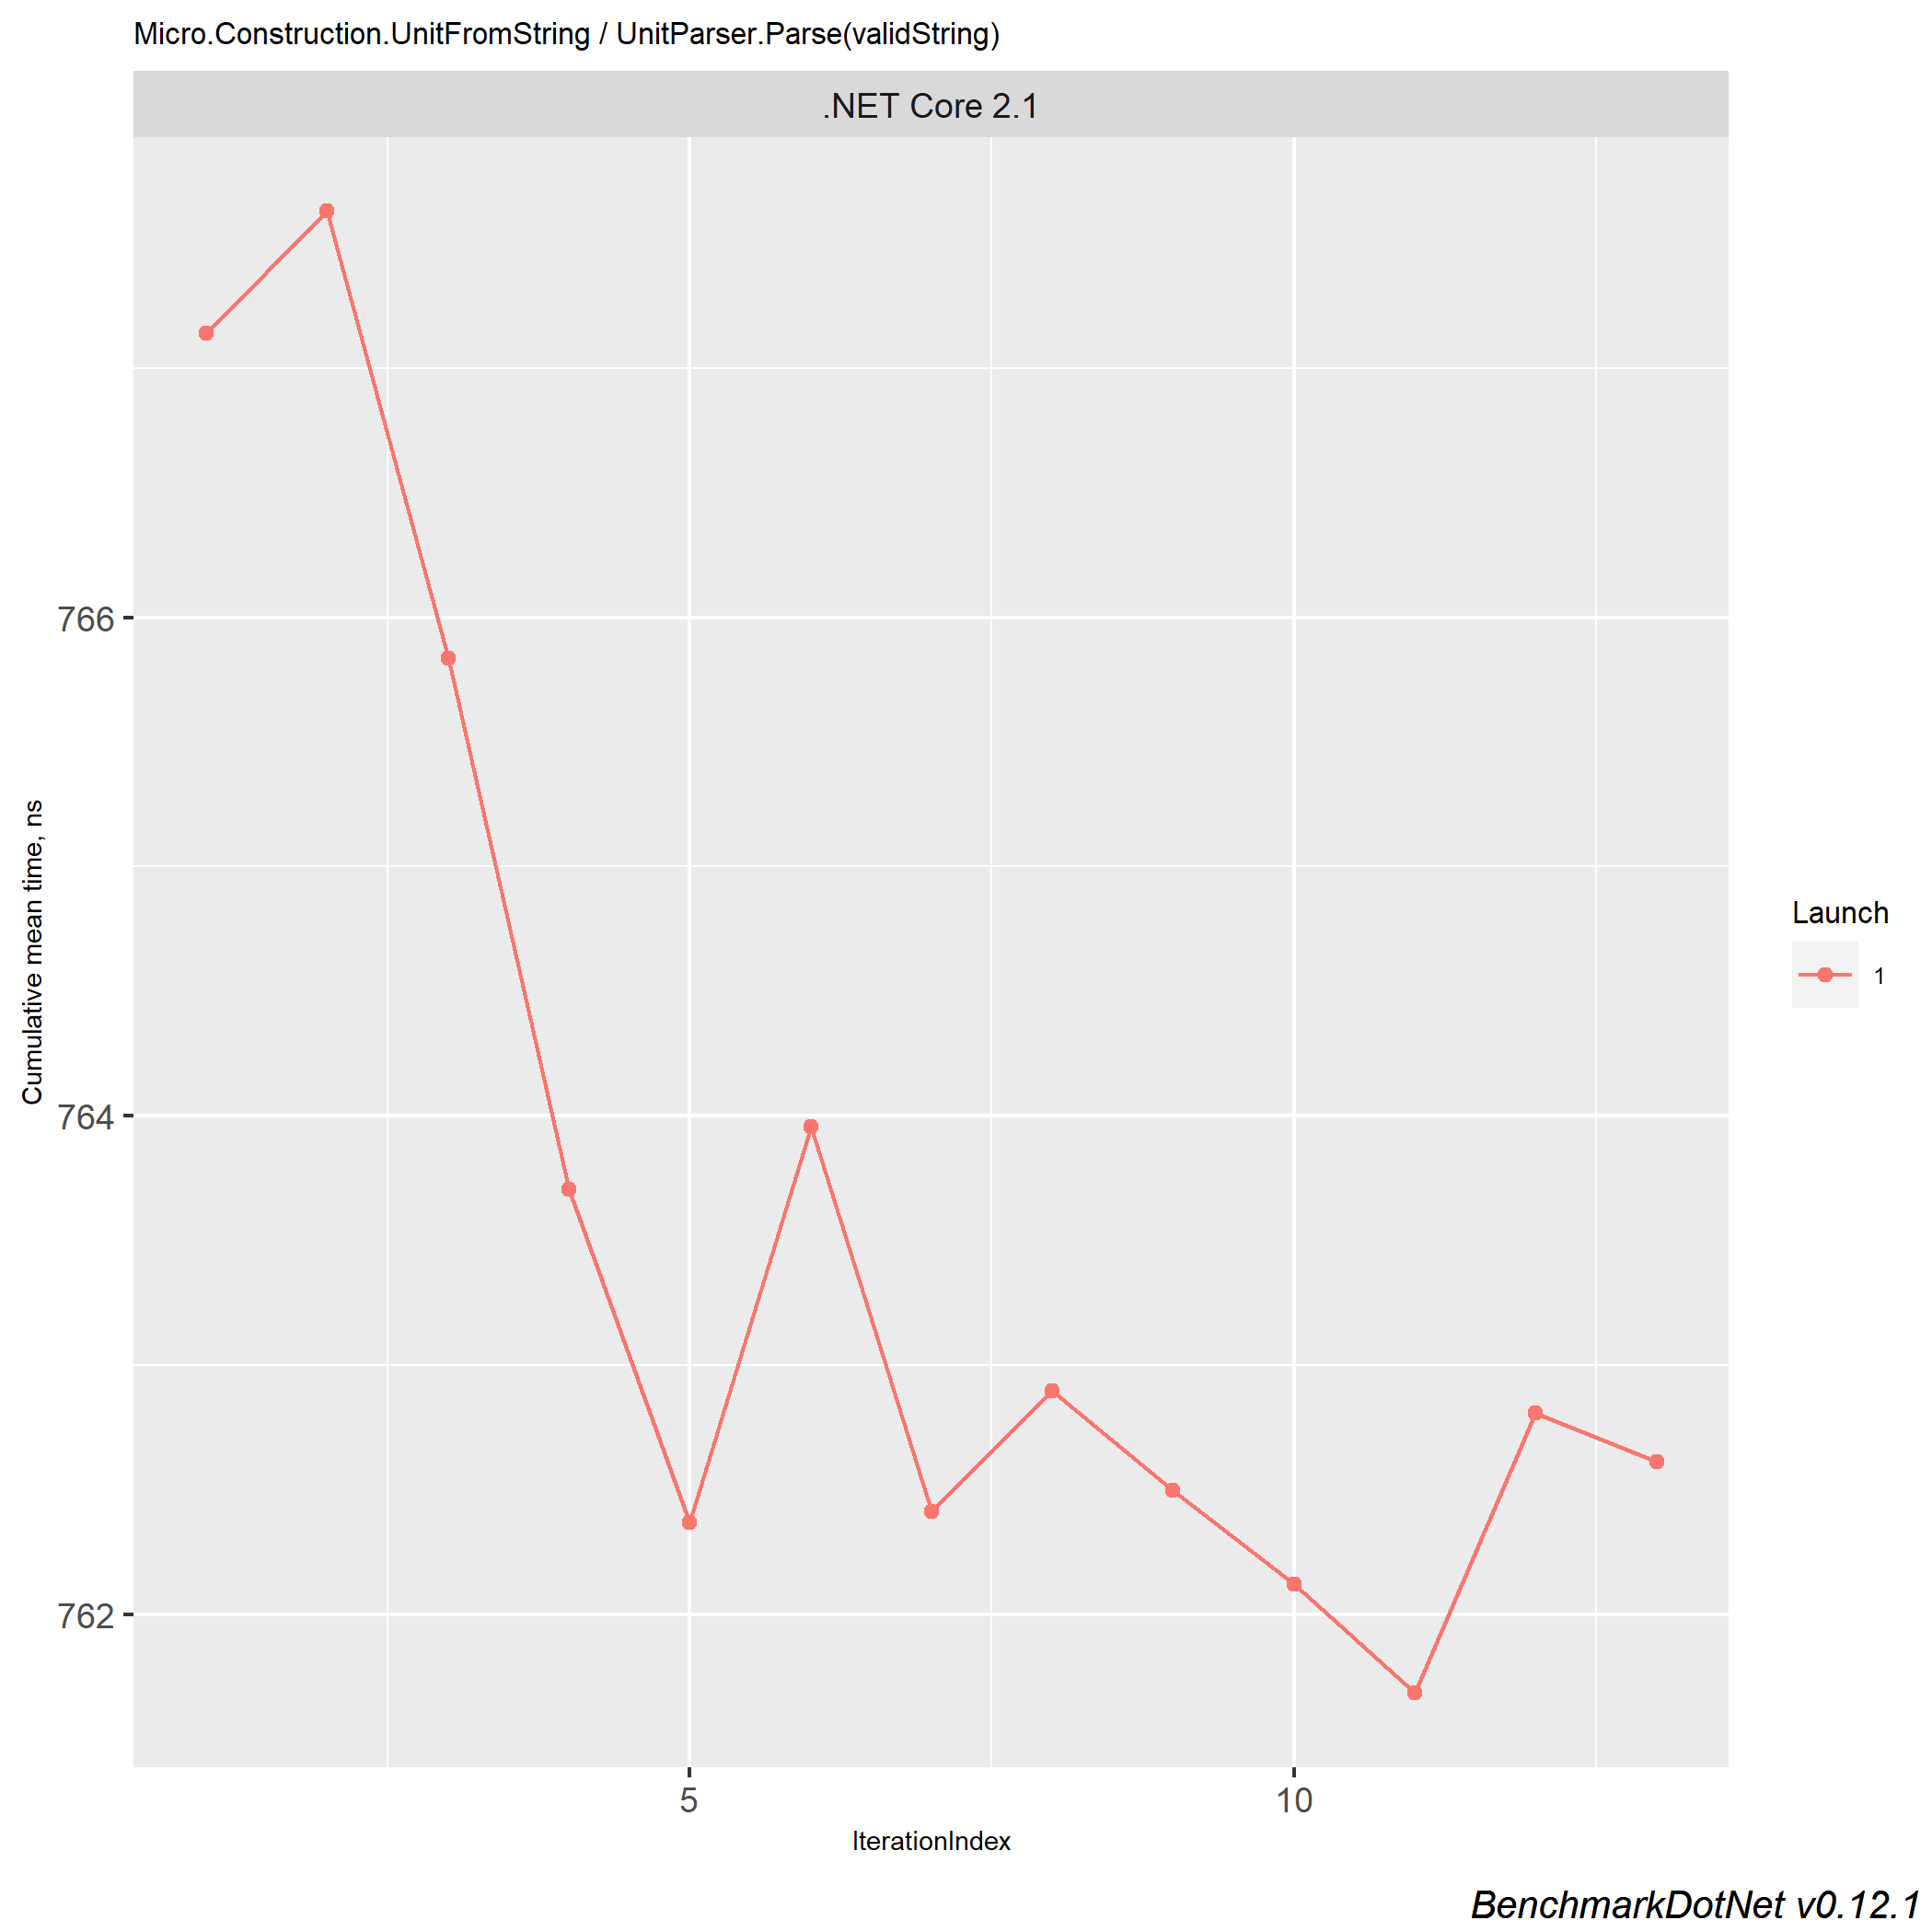 Micro.Construction.UnitFromString / UnitParser.Parse(validString)
.NET Core 2.1
766
764
762
Cumulative mean time, ns
5
10
IterationIndex
Launch
1
BenchmarkDotNet v0.12.1